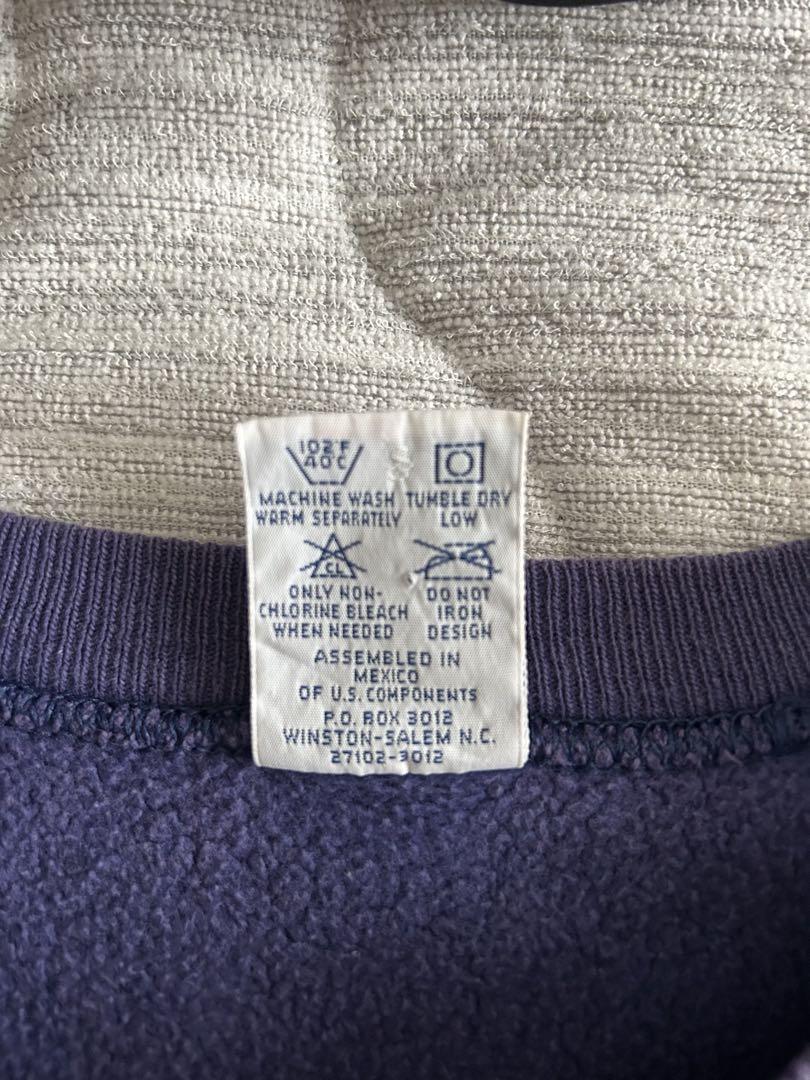 102°F
40°C
MACHINE WASH TUMBLE DRY
WARM SEPARATELY LOW
CL
ONLY NON- DO NOT
CHLORINE BLEACH IRON
WHEN NEEDED DESIGN
ASSEMBLED IN
MEXICO
OF U.S. COMPONENTS
P.O. BOX 3012
WINSTON-SALEM N.C.
27102-3012